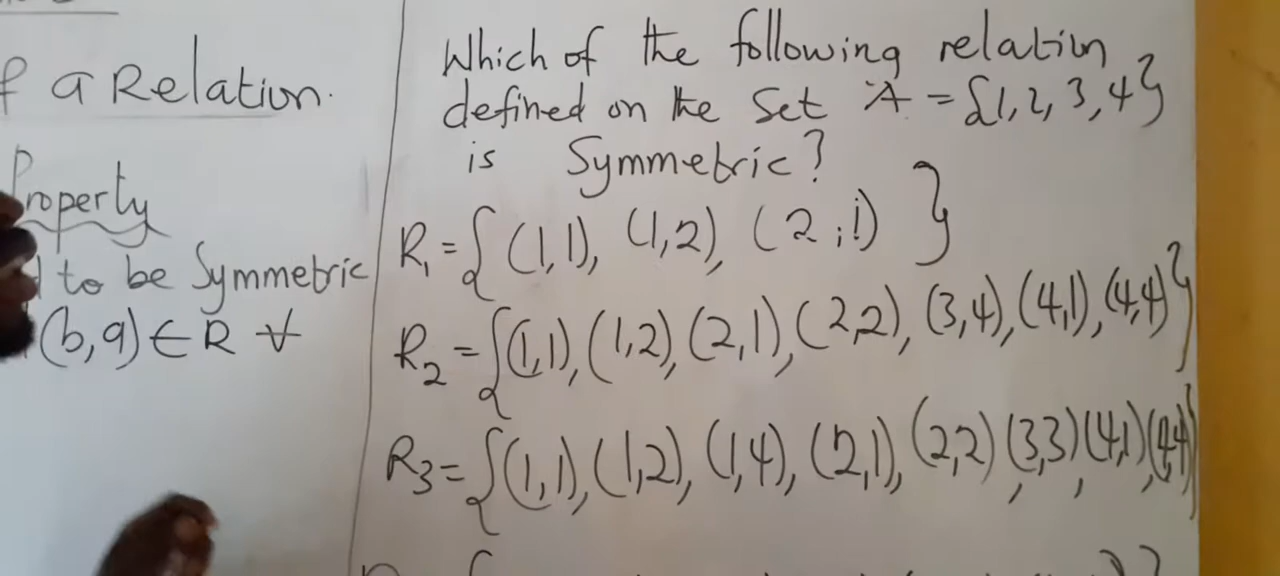 f a Relation.
Property
to be Symmetric
(b,a) ∈ R ∀
Which of the following relation
defined on the Set A = {1, 2, 3, 4}
is Symmetric?
R₁ = { (1,1), (1,2), (2,1) }
R₂ = {(1,1), (1,2), (2,1), (2,2), (3,4), (4,1), (4,4)}
R₃ = {(1,1), (1,2), (1,4), (2,1), (2,2), (3,3), (4,1), (4,4)}